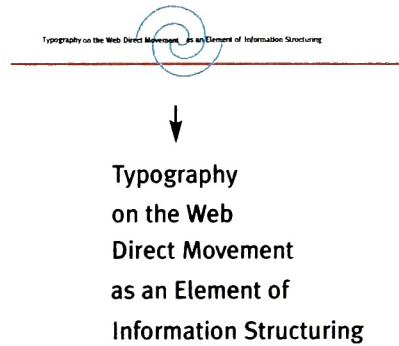 Typography on the Web Direct Movement as an Element of Information Structuring
Typography
on the Web
Direct Movement
as an Element of
Information Structuring